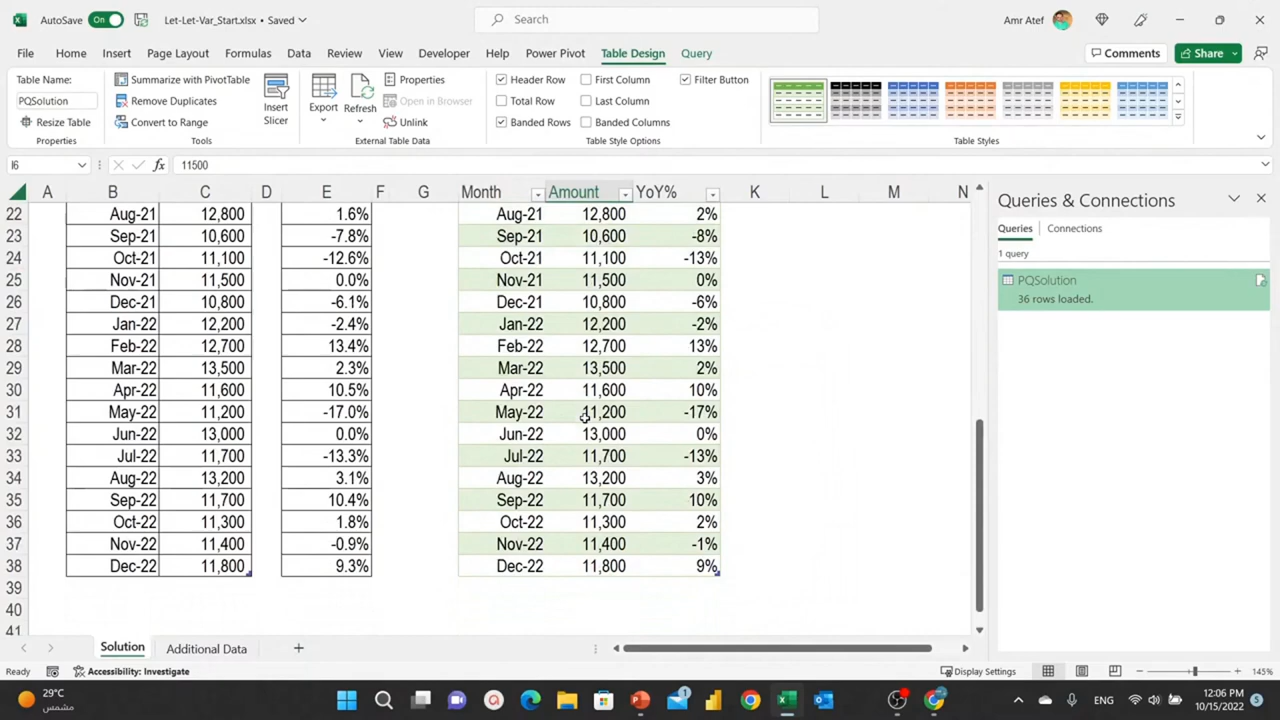 AutoSave On Let-Let-Var_Start.xlsx • Saved Search Amr Atef
File Home Insert Page Layout Formulas Data Review View Developer Help Power Pivot Table Design Query Comments Share
Table Name: Summarize with PivotTable Properties Header Row First Column Filter Button
PQSolution Remove Duplicates Insert Slicer Export Refresh Open in Browser Total Row Last Column
Resize Table Convert to Range Unlink Banded Rows Banded Columns
Properties Tools External Table Data Table Style Options Table Styles
I6 fx 11500
A B C D E F G Month Amount YoY% K L M N
22 Aug-21 12,800 1.6% Aug-21 12,800 2%
23 Sep-21 10,600 -7.8% Sep-21 10,600 -8%
24 Oct-21 11,100 -12.6% Oct-21 11,100 -13%
25 Nov-21 11,500 0.0% Nov-21 11,500 0%
26 Dec-21 10,800 -6.1% Dec-21 10,800 -6%
27 Jan-22 12,200 -2.4% Jan-22 12,200 -2%
28 Feb-22 12,700 13.4% Feb-22 12,700 13%
29 Mar-22 13,500 2.3% Mar-22 13,500 2%
30 Apr-22 11,600 10.5% Apr-22 11,600 10%
31 May-22 11,200 -17.0% May-22 11,200 -17%
32 Jun-22 13,000 0.0% Jun-22 13,000 0%
33 Jul-22 11,700 -13.3% Jul-22 11,700 -13%
34 Aug-22 13,200 3.1% Aug-22 13,200 3%
35 Sep-22 11,700 10.4% Sep-22 11,700 10%
36 Oct-22 11,300 1.8% Oct-22 11,300 2%
37 Nov-22 11,400 -0.9% Nov-22 11,400 -1%
38 Dec-22 11,800 9.3% Dec-22 11,800 9%
39
40
41
Queries & Connections
Queries Connections
1 query
PQSolution
36 rows loaded.
Solution Additional Data
Ready Accessibility: Investigate Display Settings 145%
29°C
مشمس
ENG
12:06 PM
10/15/2022